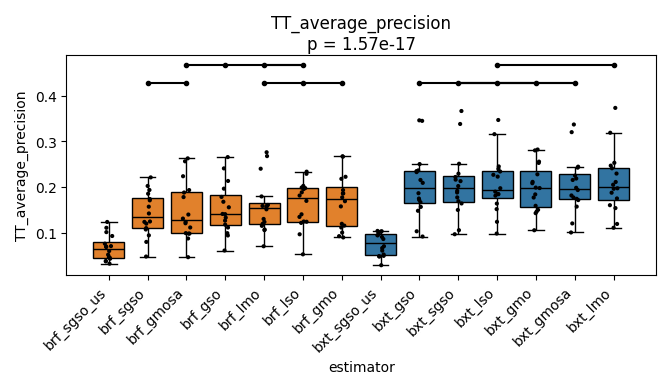 TT_average_precision
p = 1.57e-17
TT_average_precision
0.4
0.3
0.2
0.1
brf_sgso_us
brf_sgso
brf_gmosa
brf_gso
brf_lmo
brf_lso
brf_gmo
bxt_sgso_us
bxt_gso
bxt_sgso
bxt_lso
bxt_gmo
bxt_gmosa
bxt_lmo
estimator